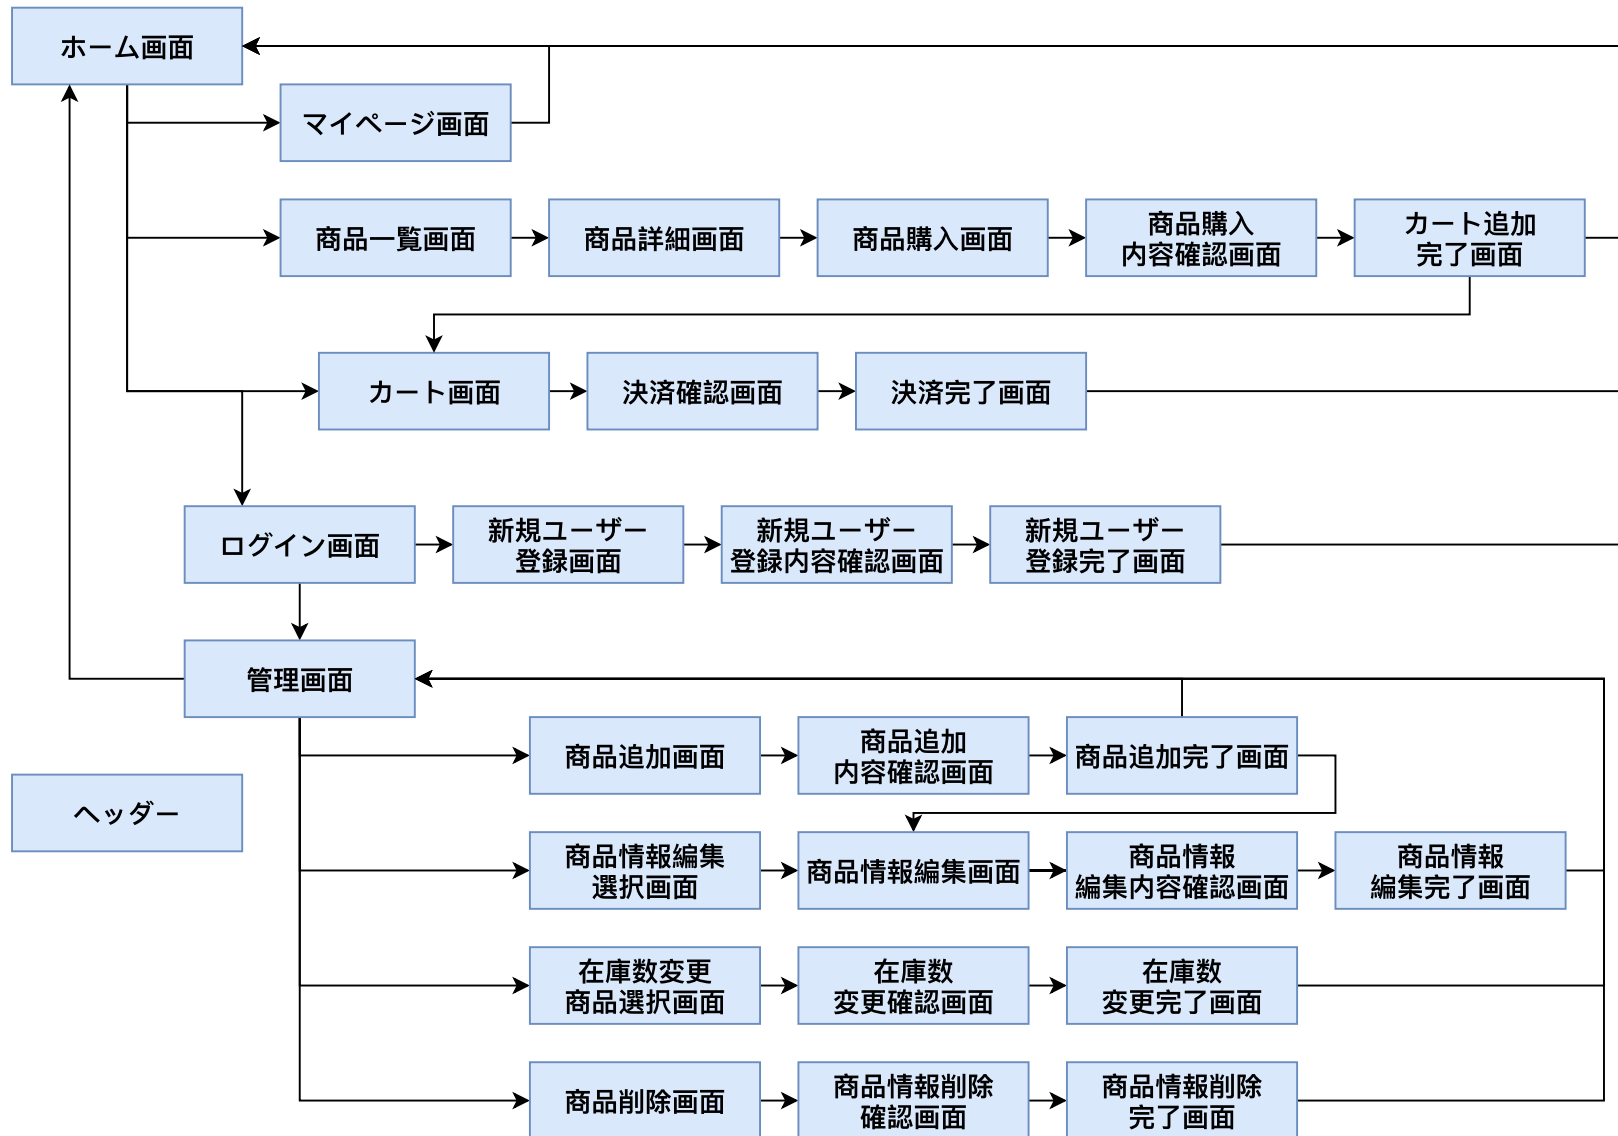 ホーム画面
マイページ画面
商品一覧画面
商品詳細画面
商品購入画面
商品購入
内容確認画面
カート追加
完了画面
カート画面
決済確認画面
決済完了画面
ログイン画面
新規ユーザー
登録画面
新規ユーザー
登録内容確認画面
新規ユーザー
登録完了画面
管理画面
商品追加画面
商品追加
内容確認画面
商品追加完了画面
ヘッダー
商品情報編集
選択画面
商品情報編集画面
商品情報
編集内容確認画面
商品情報
編集完了画面
在庫数変更
商品選択画面
在庫数
変更確認画面
在庫数
変更完了画面
商品削除画面
商品情報削除
確認画面
商品情報削除
完了画面